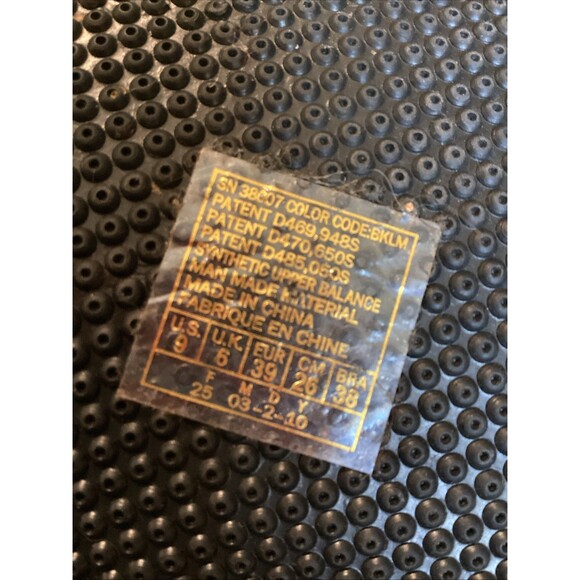 SN 38607 COLOR CODE:BKLM
PATENT D469,948S
PATENT D470,650S
PATENT D485,050S
SYNTHETIC UPPER BALANCE
MAN MADE MATERIAL
MADE IN CHINA
FABRIQUE EN CHINE
U.S. U.K. EUR CM BRA
9 6 39 26 38
F M D Y
25 03-2-10